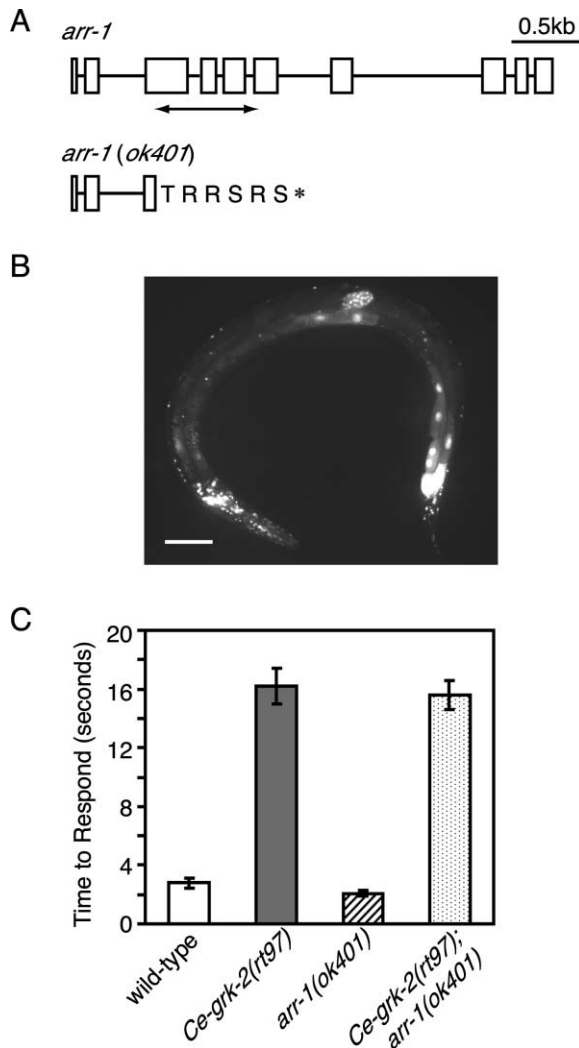 A
arr-1
0.5kb
arr-1 (ok401)
T R R S R S *
B
C
Time to Respond (seconds)
20
16
12
8
4
0
wild-type
Ce-grk-2(rt97)
arr-1(ok401)
Ce-grk-2(rt97);
arr-1(ok401)